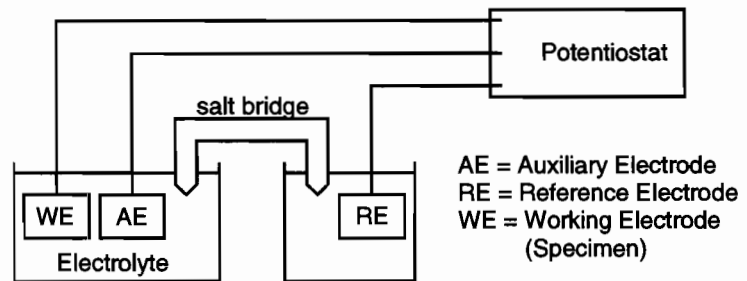 Potentiostat
salt bridge
AE = Auxiliary Electrode
RE = Reference Electrode
WE = Working Electrode
(Specimen)
WE
AE
RE
Electrolyte